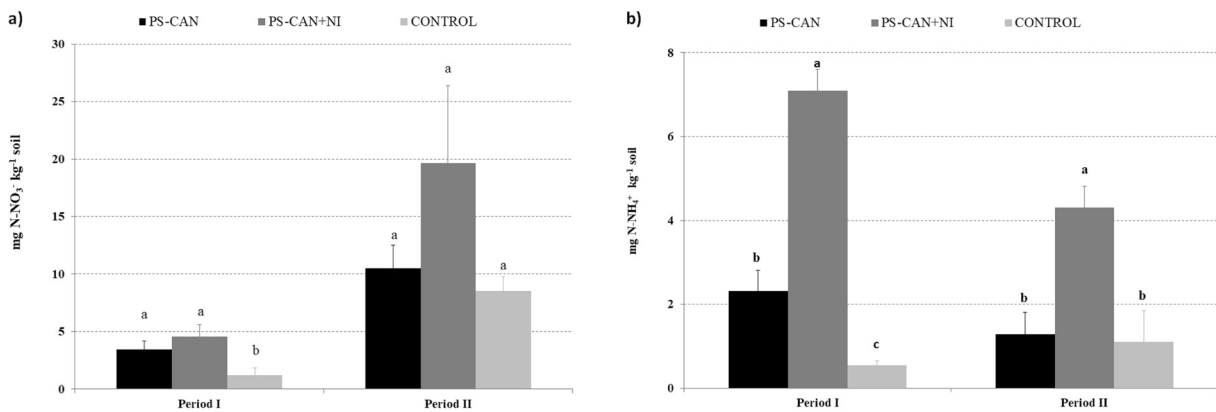 a)
PS-CAN PS-CAN+NI CONTROL
mg N-NO₃⁻ kg⁻¹ soil
30
25
20
15
10
5
0
a
a
b
a
a
a
Period I Period II
b)
PS-CAN PS-CAN+NI CONTROL
mg N-NH₄⁺ kg⁻¹ soil
8
6
4
2
0
b
a
c
b
a
b
Period I Period II